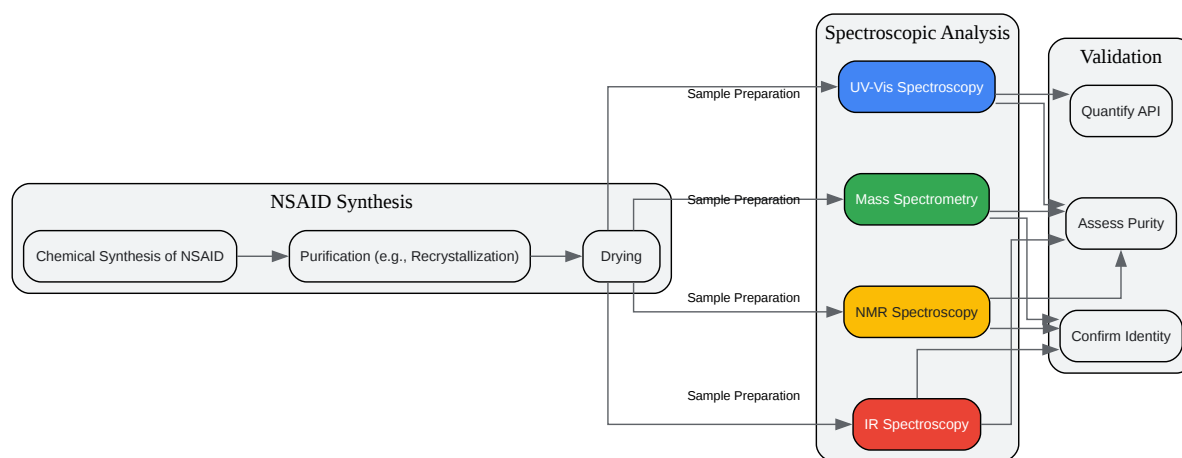 NSAID Synthesis
Chemical Synthesis of NSAID
Purification (e.g., Recrystallization)
Drying
Sample Preparation
Sample Preparation
Sample Preparation
Sample Preparation
Spectroscopic Analysis
UV-Vis Spectroscopy
Mass Spectrometry
NMR Spectroscopy
IR Spectroscopy
Validation
Quantify API
Assess Purity
Confirm Identity